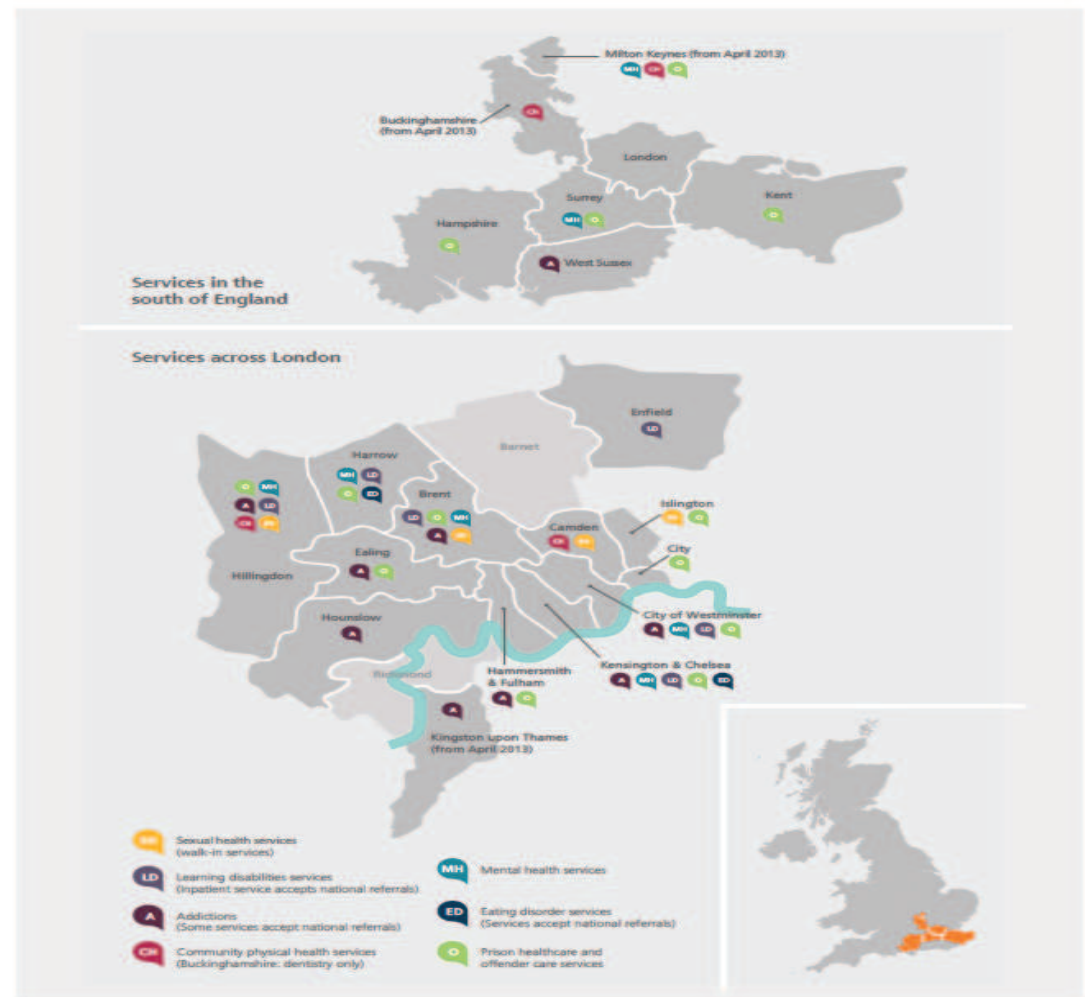 Milton Keynes (from April 2013)
MH CH O
Buckinghamshire
(from April 2013)
CH
London
Surrey
MH O
Kent
O
Hampshire
O
A West Sussex
Services in the
south of England
Services across London
Enfield
LD
Barnet
Harrow
MH LD
O ED
O MH
A LD
CH SH
Brent
LD O MH
A SH
Islington
SH O
Camden
CH SH
City
O
Ealing
A O
Hillingdon
City of Westminster
A MH LD O
Hounslow
A
Kensington & Chelsea
A MH LD O ED
Richmond
Hammersmith
& Fulham
A O
A
Kingston upon Thames
(from April 2013)
SH Sexual health services
(walk-in services)
LD Learning disabilities services
(Inpatient service accepts national referrals)
A Addictions
(Some services accept national referrals)
CH Community physical health services
(Buckinghamshire: dentistry only)
MH Mental health services
ED Eating disorder services
(Services accept national referrals)
O Prison healthcare and
offender care services